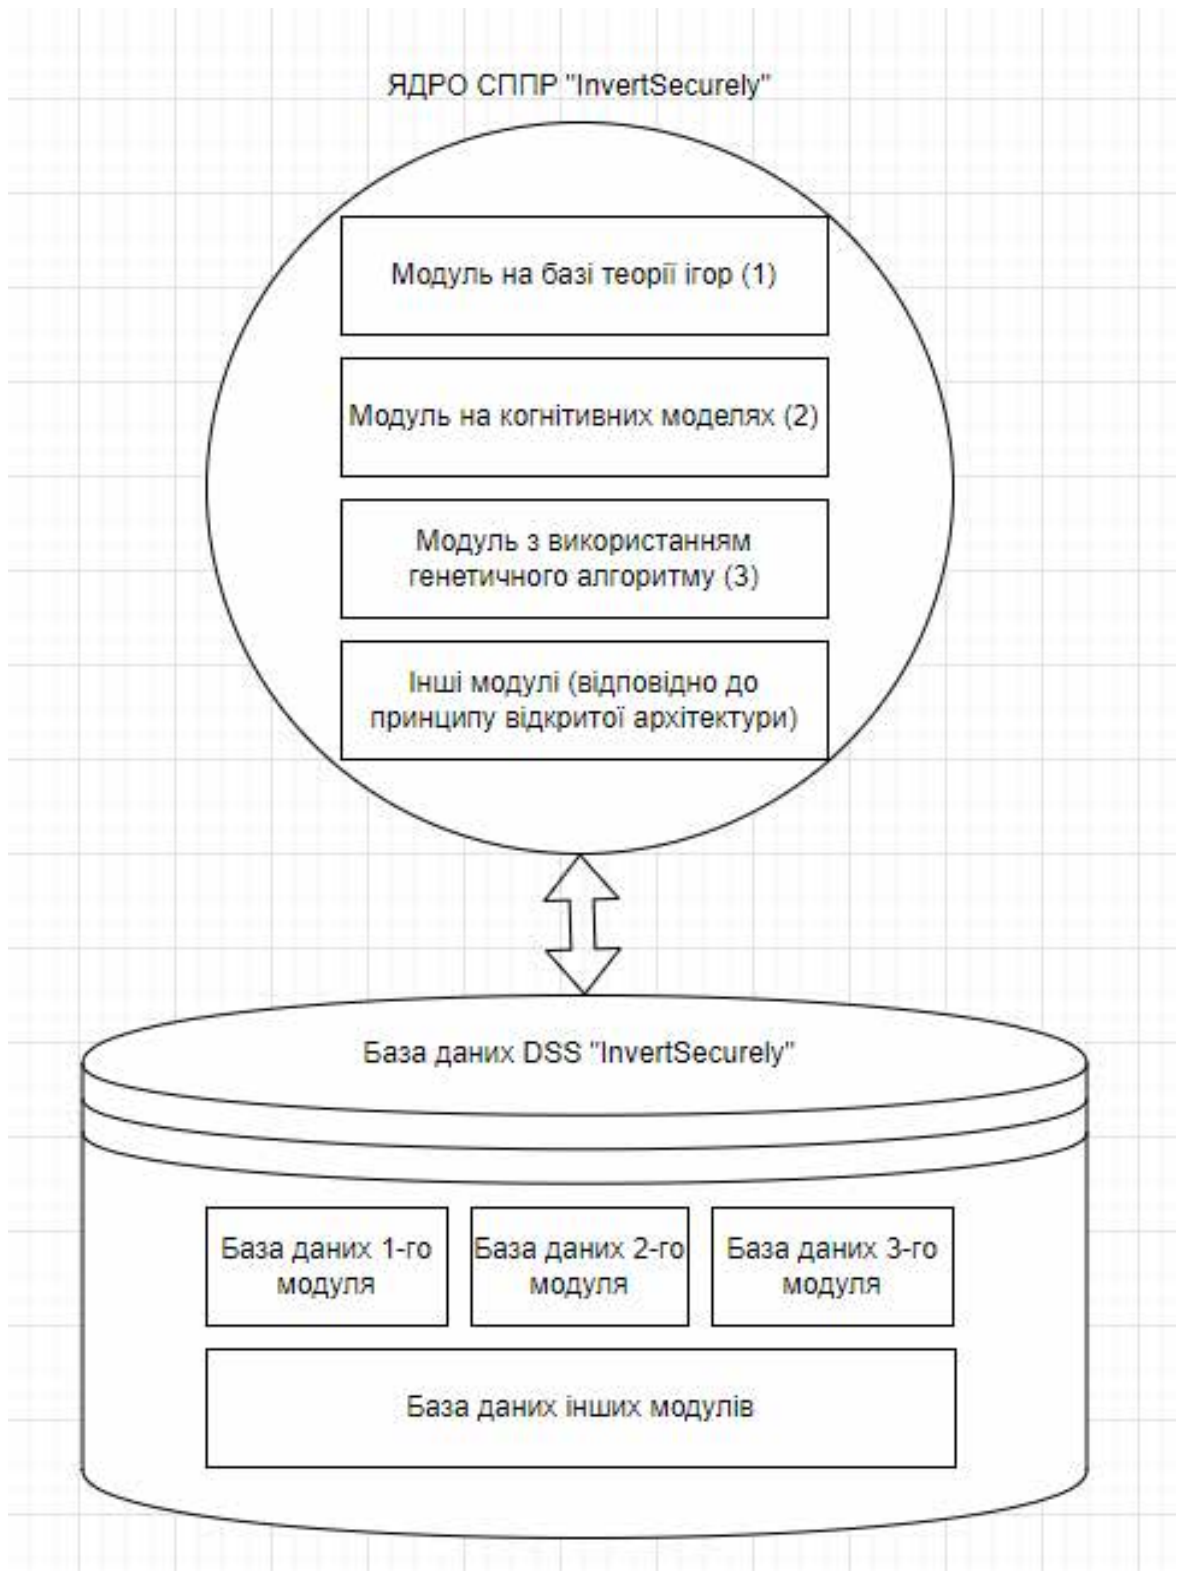 ЯДРО СППР "InvertSecurely"
Модуль на базі теорії ігор (1)
Модуль на когнітивних моделях (2)
Модуль з використанням
генетичного алгоритму (3)
Інші модулі (відповідно до
принципу відкритої архітектури)
База даних DSS "InvertSecurely"
База даних 1-го
модуля
База даних 2-го
модуля
База даних 3-го
модуля
База даних інших модулів